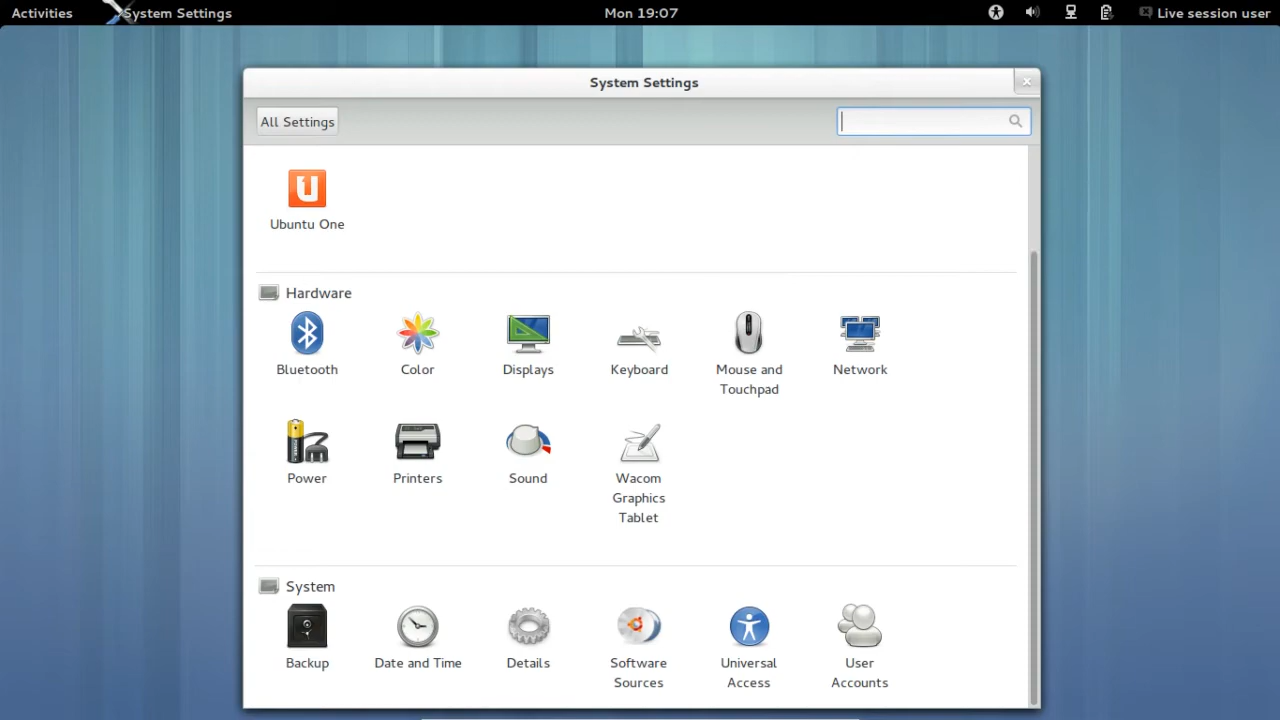 Activities System Settings Mon 19:07 Live session user
System Settings
All Settings
Ubuntu One
Hardware
Bluetooth Color Displays Keyboard Mouse and Touchpad Network
Power Printers Sound Wacom Graphics Tablet
System
Backup Date and Time Details Software Sources Universal Access User Accounts